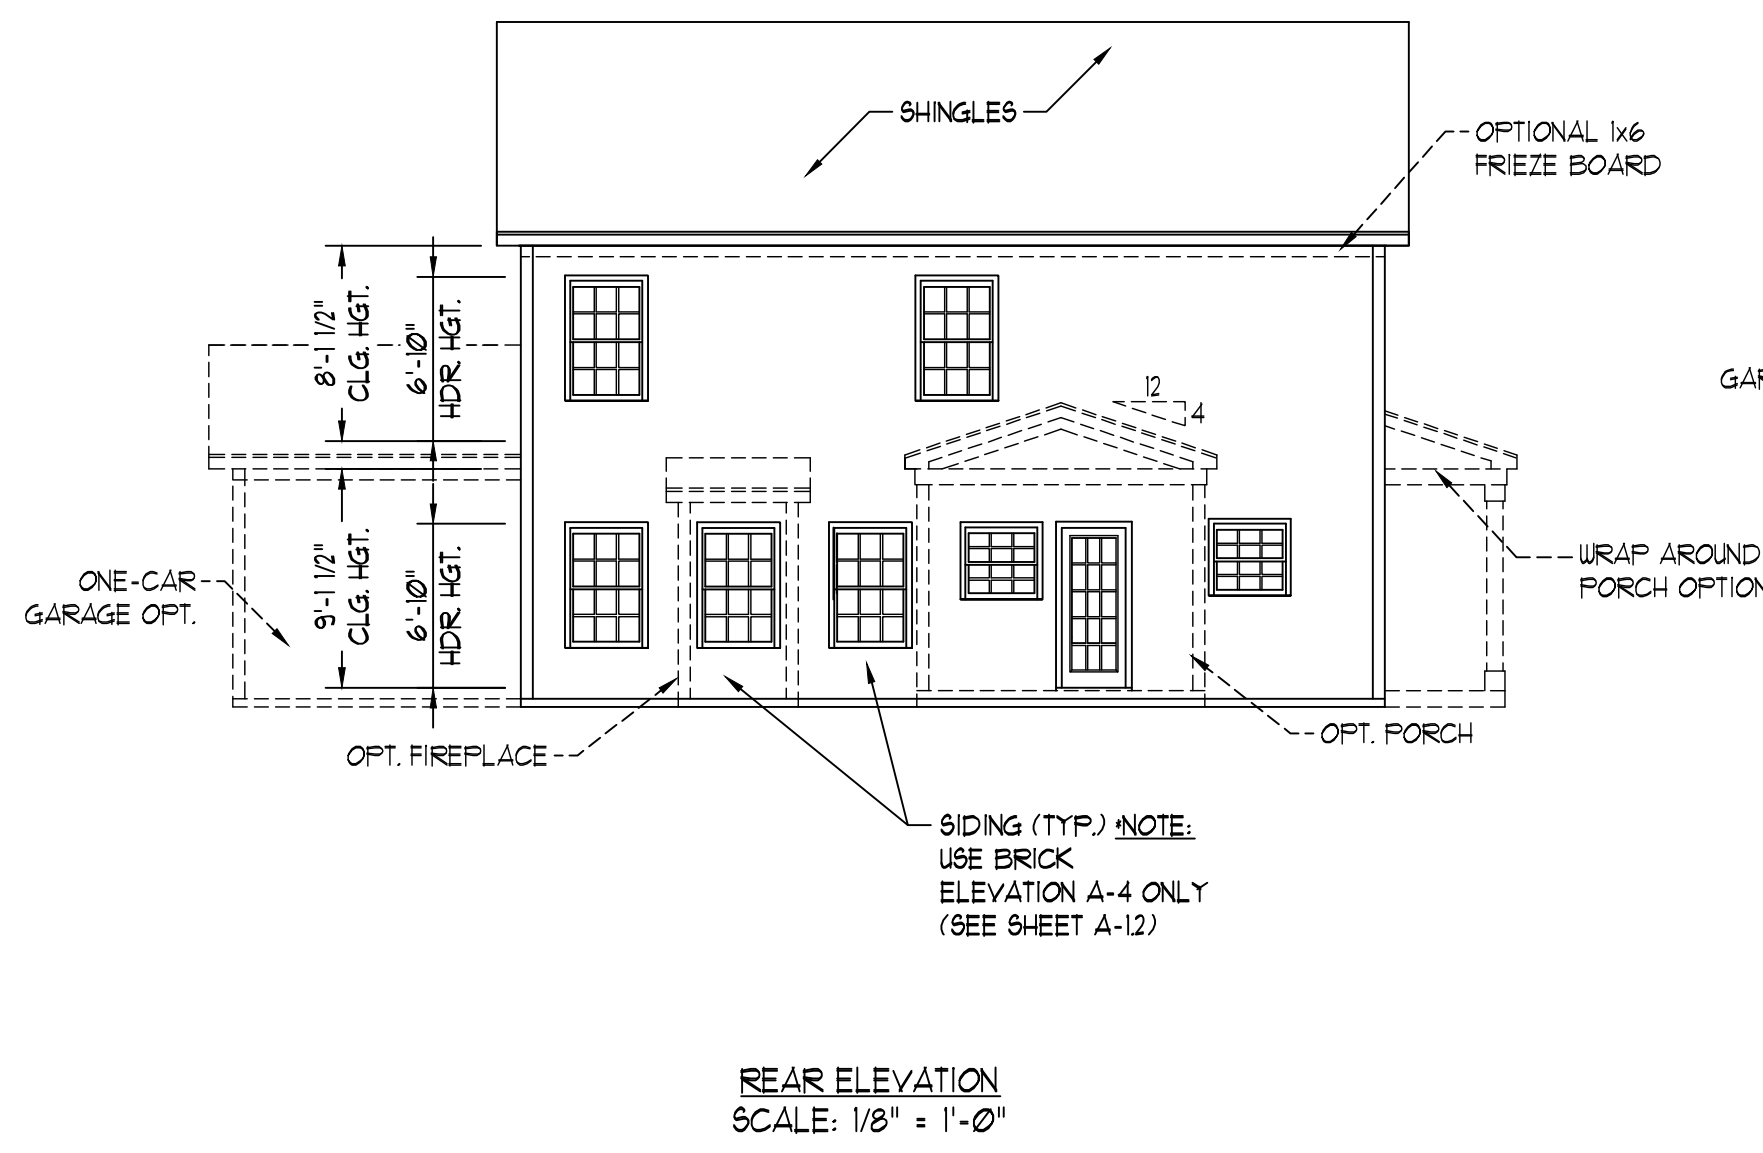 SHINGLES
OPTIONAL 1x6
FRIEZE BOARD
8'-1 1/2"
CLG. HGT.
6'-10"
HDR. HGT.
12
4
GAR
9'-1 1/2"
CLG. HGT.
6'-10"
HDR. HGT.
ONE-CAR
GARAGE OPT.
WRAP AROUND
PORCH OPTION
OPT. FIREPLACE
OPT. PORCH
SIDING (TYP.) *NOTE:
USE BRICK
ELEVATION A-4 ONLY
(SEE SHEET A-1.2)
REAR ELEVATION
SCALE: 1/8" = 1'-0"